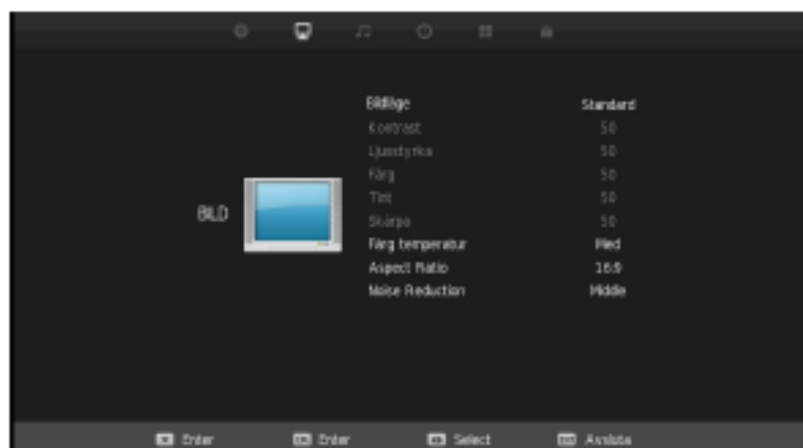 Bildläge Standard
Kontrast 50
Ljusstyrka 50
Färg 50
Tint 50
Skärpa 50
BILD
Färg temperatur Med
Aspect Ratio 16:9
Noise Reduction Middle
Enter Enter Select Avsluta